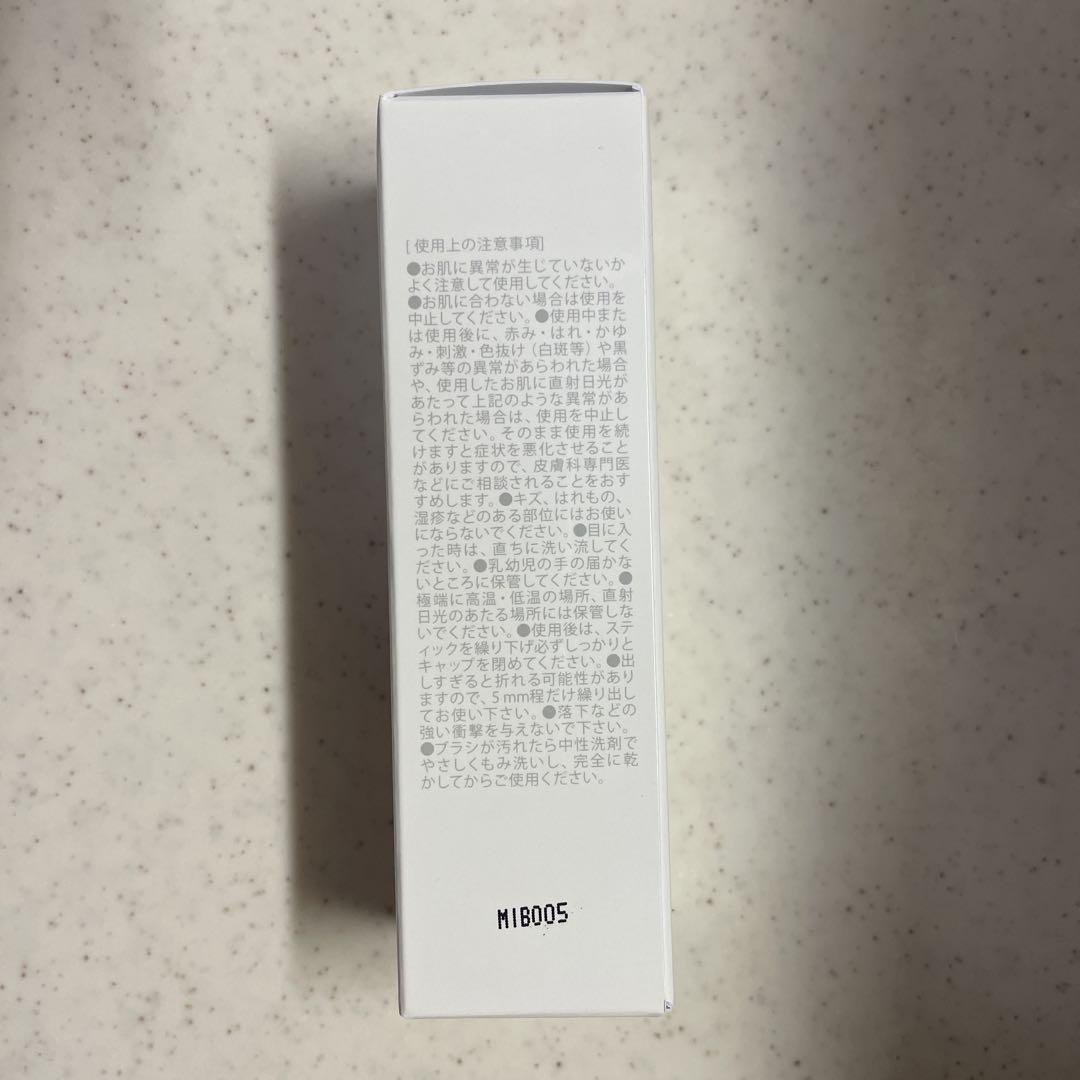 [ 使用上の注意事項]
●お肌に異常が生じていないか
よく注意して使用してください。
●お肌に合わない場合は使用を
中止してください。●使用中また
は使用後に、赤み・はれ・かゆ
み・刺激・色抜け（白斑等）や黒
ずみ等の異常があらわれた場合
や、使用したお肌に直射日光が
あたって上記のような異常があ
らわれた場合は、使用を中止し
てください。そのまま使用を続
けますと症状を悪化させること
がありますので、皮膚科専門医
などにご相談されることをおす
すめします。●キズ、はれもの、
湿疹などのある部位にはお使い
にならないでください。●目に入
った時は、直ちに洗い流してく
ださい。●乳幼児の手の届かな
いところに保管してください。●
極端に高温・低温の場所、直射
日光のあたる場所には保管しな
いでください。●使用後は、ステ
ィックを繰り下げ必ずしっかりと
キャップを閉めてください。●出
しすぎると折れる可能性があり
ますので、5mm程だけ繰り出し
てお使い下さい。●落下などの
強い衝撃を与えないで下さい。
●ブラシが汚れたら中性洗剤で
やさしくもみ洗いし、完全に乾
かしてからご使用ください。
MIB005